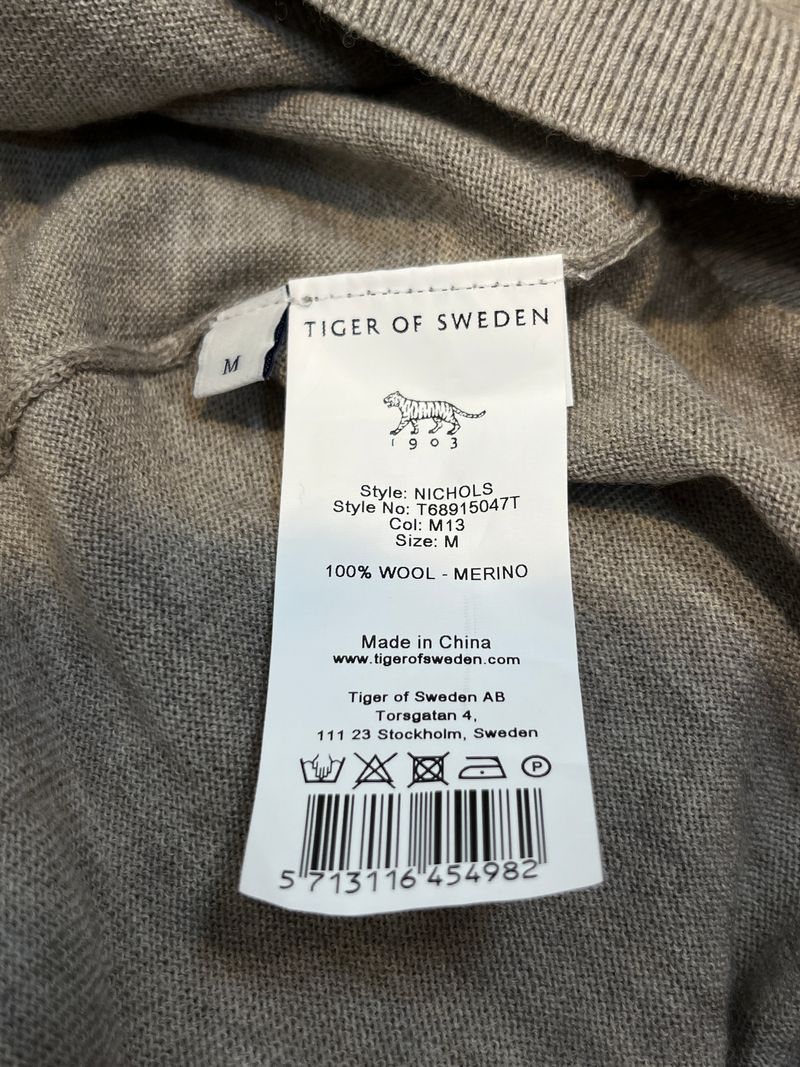 M
TIGER OF SWEDEN
1903
Style: NICHOLS
Style No: T68915047T
Col: M13
Size: M
100% WOOL - MERINO
Made in China
www.tigerofsweden.com
Tiger of Sweden AB
Torsgatan 4,
111 23 Stockholm, Sweden
P
5 713116 454982